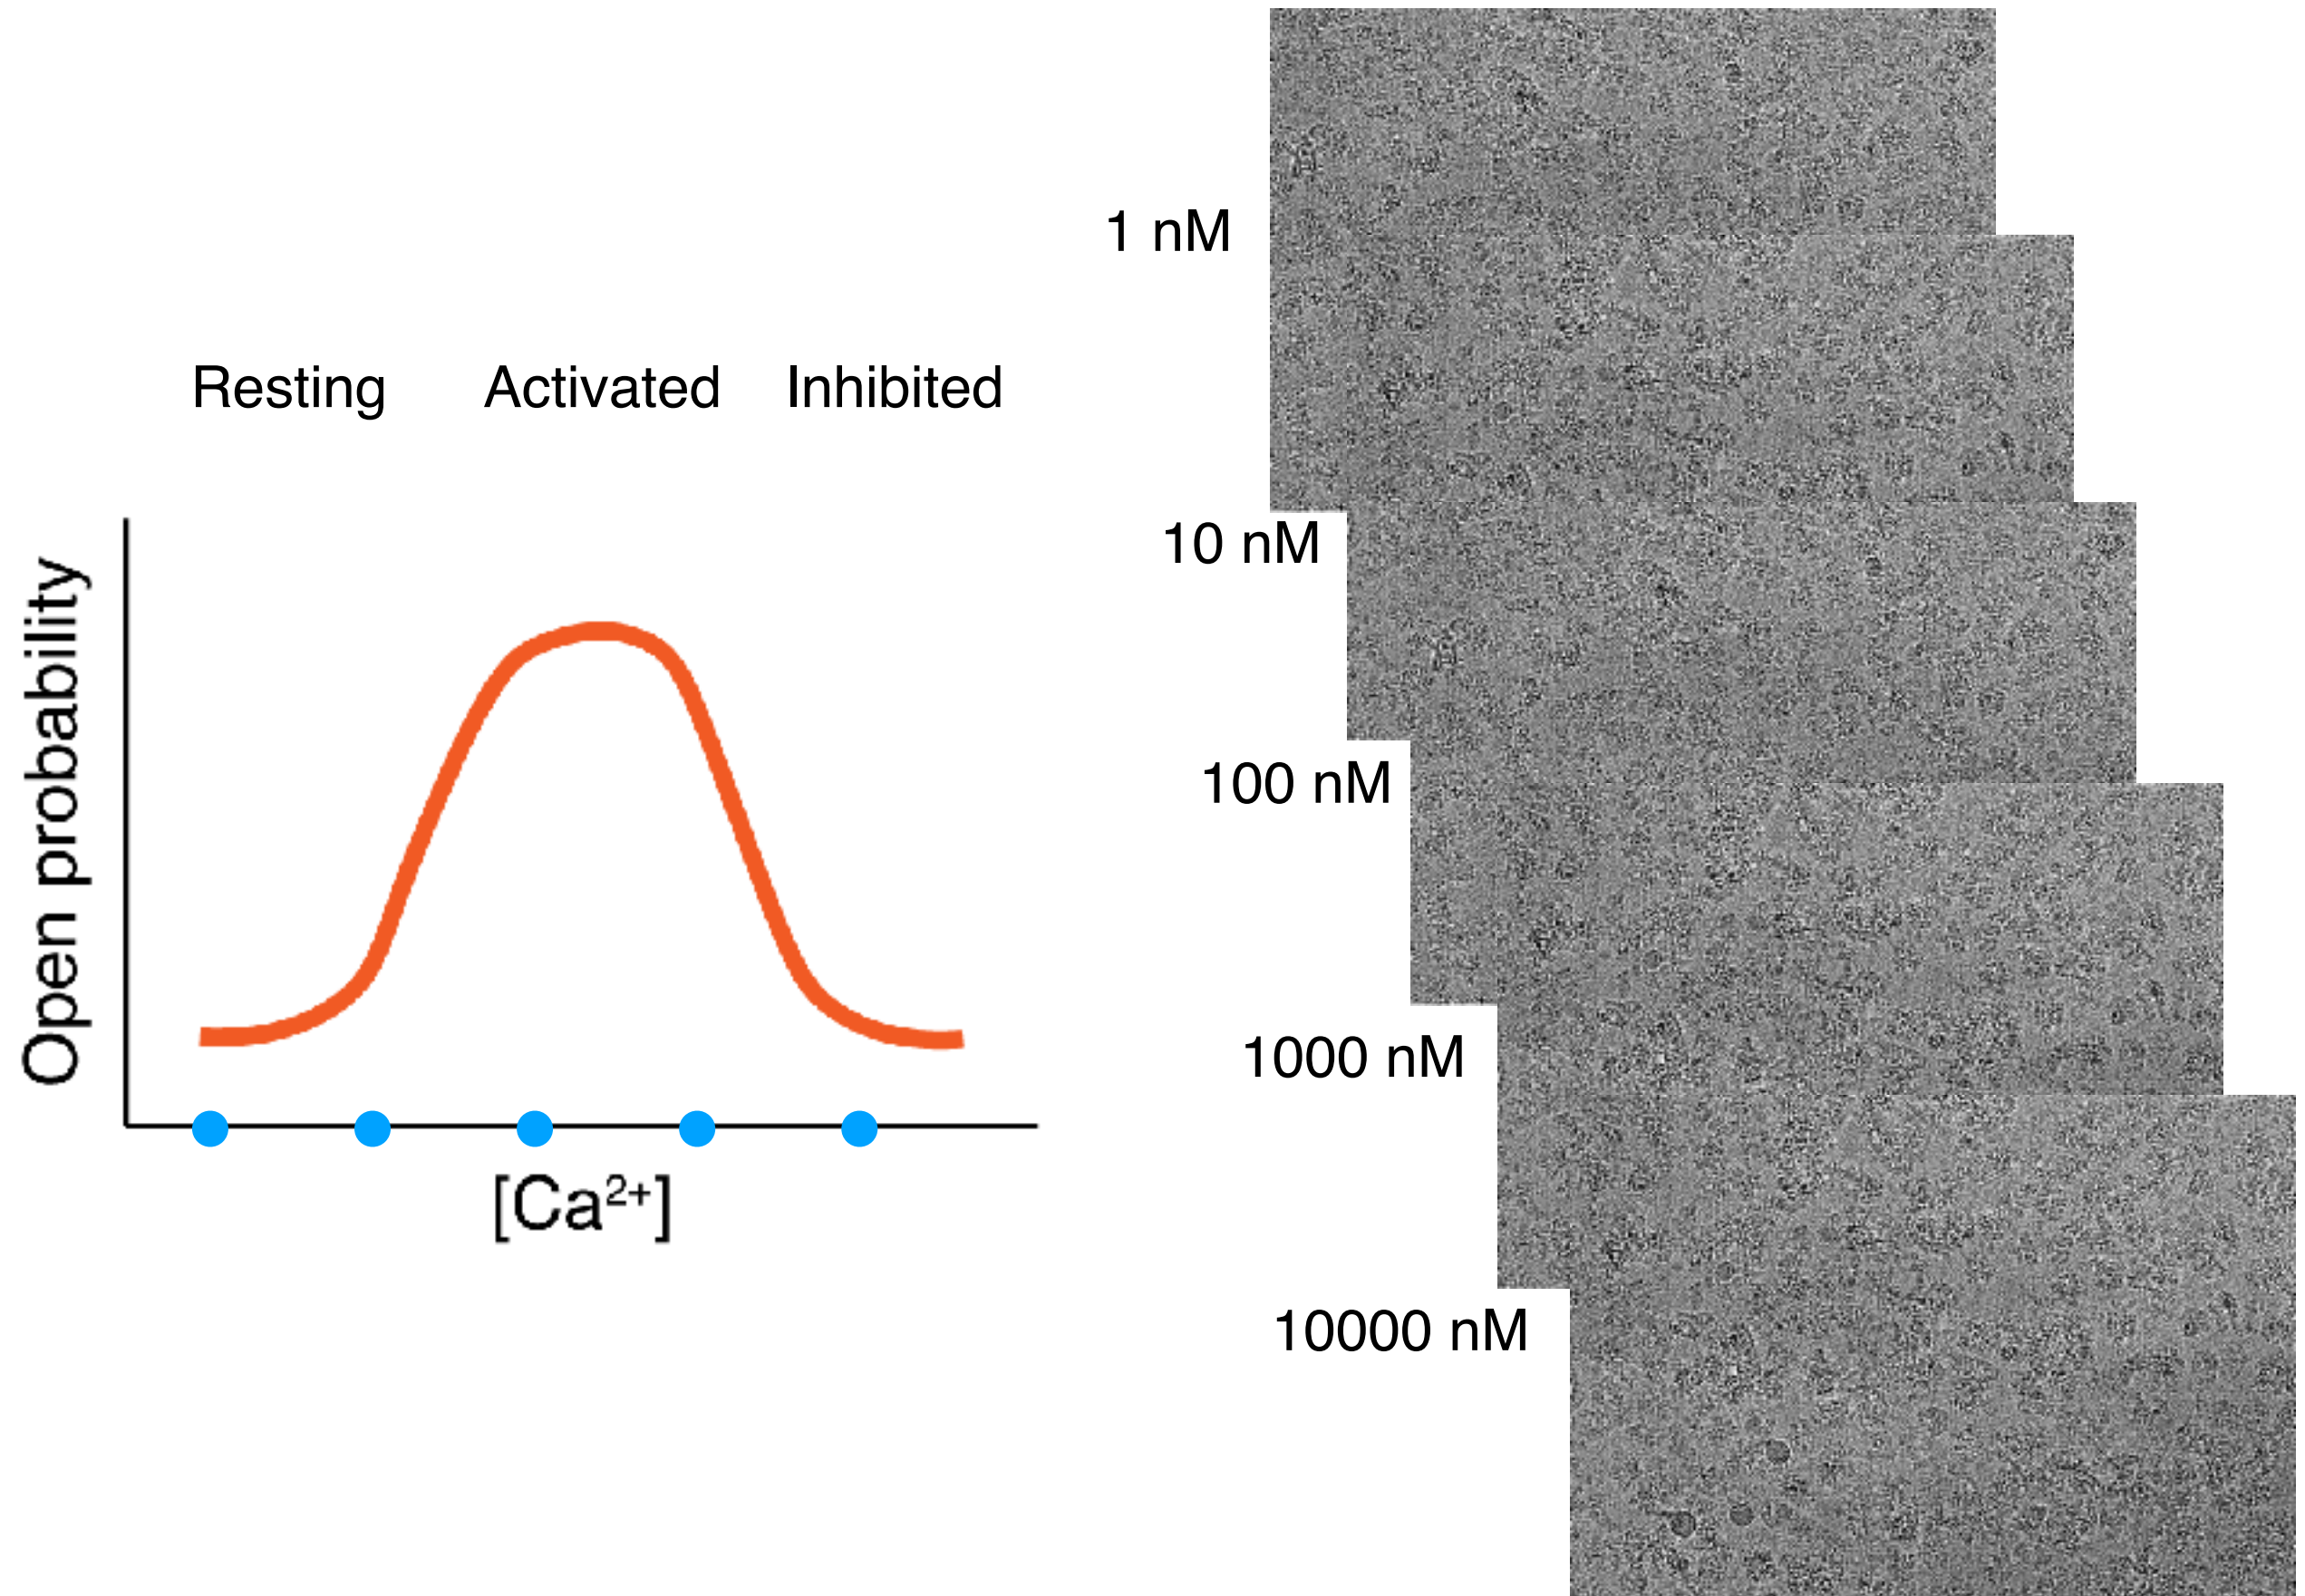 Resting Activated Inhibited
Open probability
[Ca²⁺]
1 nM
10 nM
100 nM
1000 nM
10000 nM